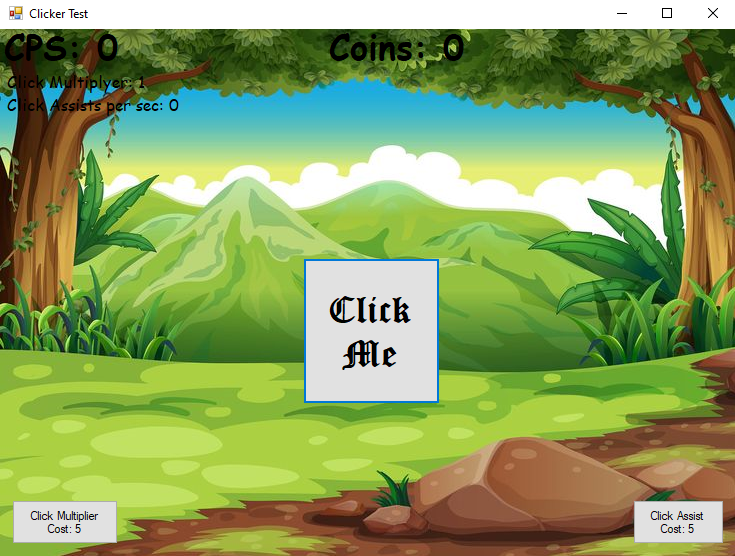 Clicker Test
CPS: 0
Coins: 0
Click Multiplyer: 1
Click Assists per sec: 0
Click
Me
Click Multiplier
Cost: 5
Click Assist
Cost: 5